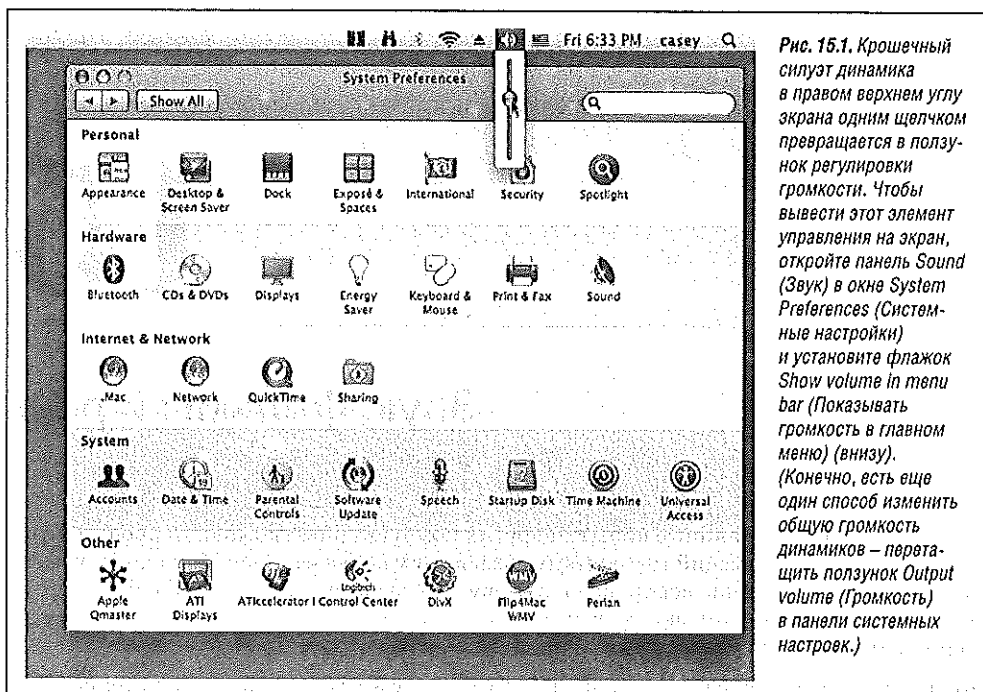 Fri 6:33 PM casey
System Preferences
Show All
Personal
Appearance
Desktop &
Screen Saver
Dock
Exposé &
Spaces
International
Security
Spotlight
Hardware
Bluetooth
CDs & DVDs
Displays
Energy
Saver
Keyboard &
Mouse
Print & Fax
Sound
Internet & Network
.Mac
Network
QuickTime
Sharing
System
Accounts
Date & Time
Parental
Controls
Software
Update
Speech
Startup Disk
Time Machine
Universal
Access
Other
Apple
Qmaster
ATI
Displays
ATIccelerator I
Logitech
Control Center
DivX
Flip4Mac
WMV
Perian
Рис. 15.1. Крошечный
силуэт динамика
в правом верхнем углу
экрана одним щелчком
превращается в ползу-
нок регулировки
громкости. Чтобы
вывести этот элемент
управления на экран,
откройте панель Sound
(Звук) в окне System
Preferences (Систем-
ные настройки)
и установите флажок
Show volume in menu
bar (Показывать
громкость в главном
меню) (внизу).
(Конечно, есть еще
один способ изменить
общую громкость
динамиков – перета-
щить ползунок Output
volume (Громкость)
в панели системных
настроек.)